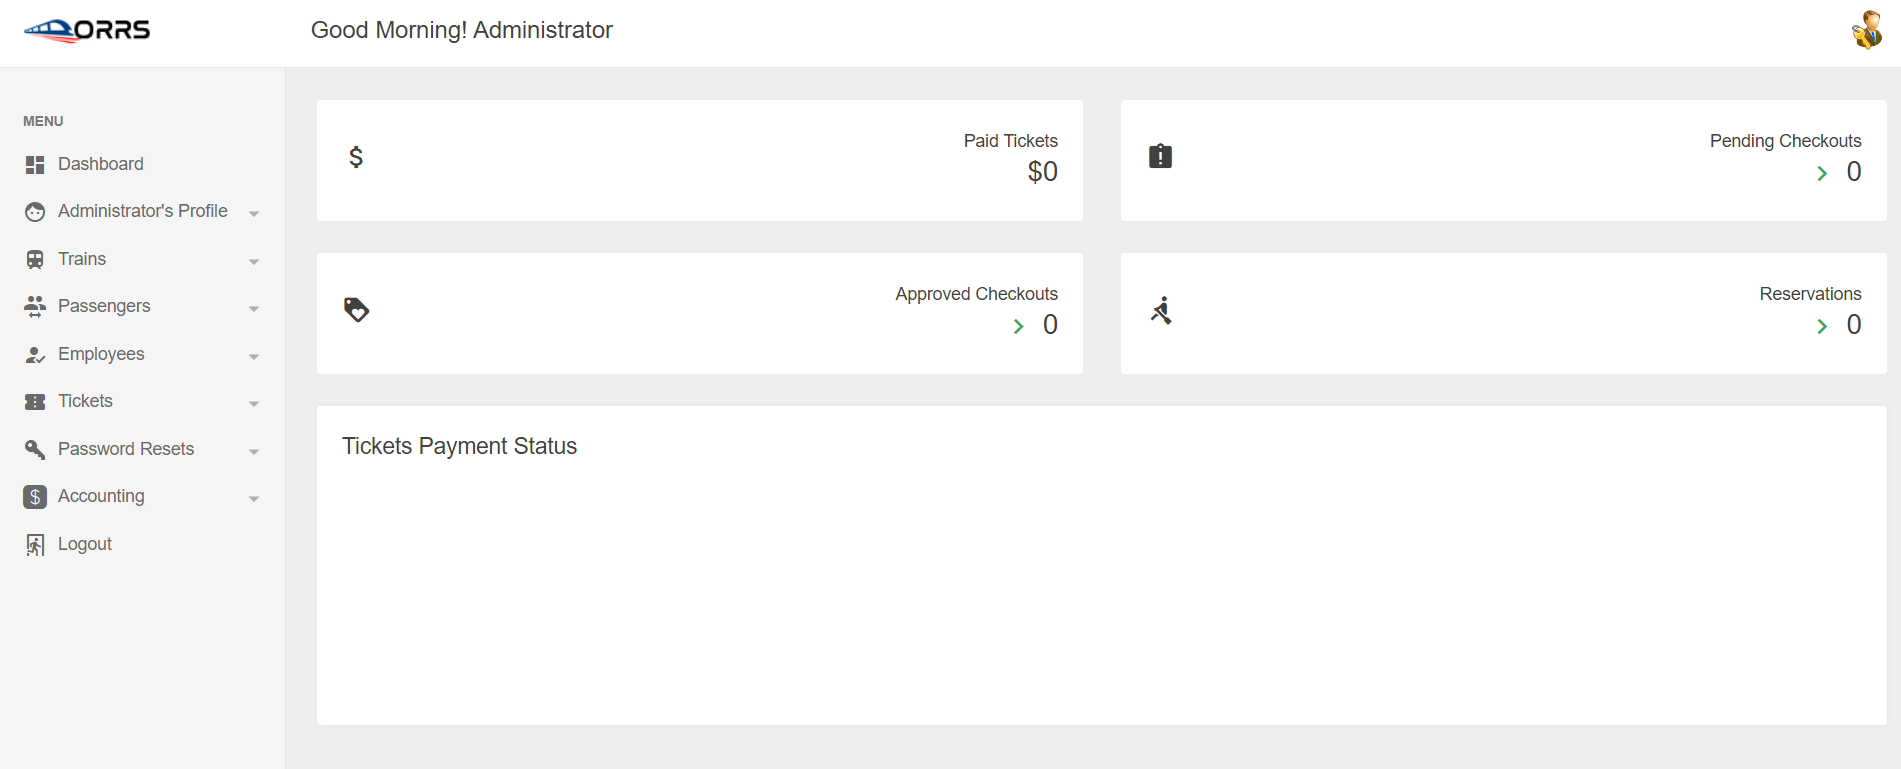 ORRS
Good Morning! Administrator
MENU
Dashboard
Administrator's Profile
Trains
Passengers
Employees
Tickets
Password Resets
Accounting
Logout
Paid Tickets
$0
Pending Checkouts
0
Approved Checkouts
0
Reservations
0
Tickets Payment Status